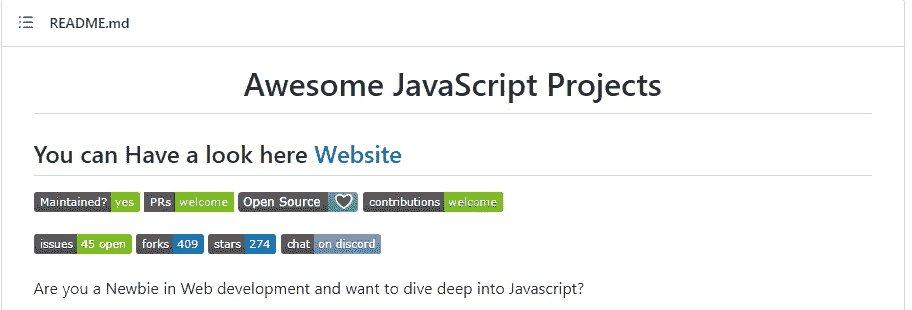 README.md
Awesome JavaScript Projects
You can Have a look here Website
Maintained? yes PRs welcome Open Source contributions welcome
issues 45 open forks 409 stars 274 chat on discord
Are you a Newbie in Web development and want to dive deep into Javascript?